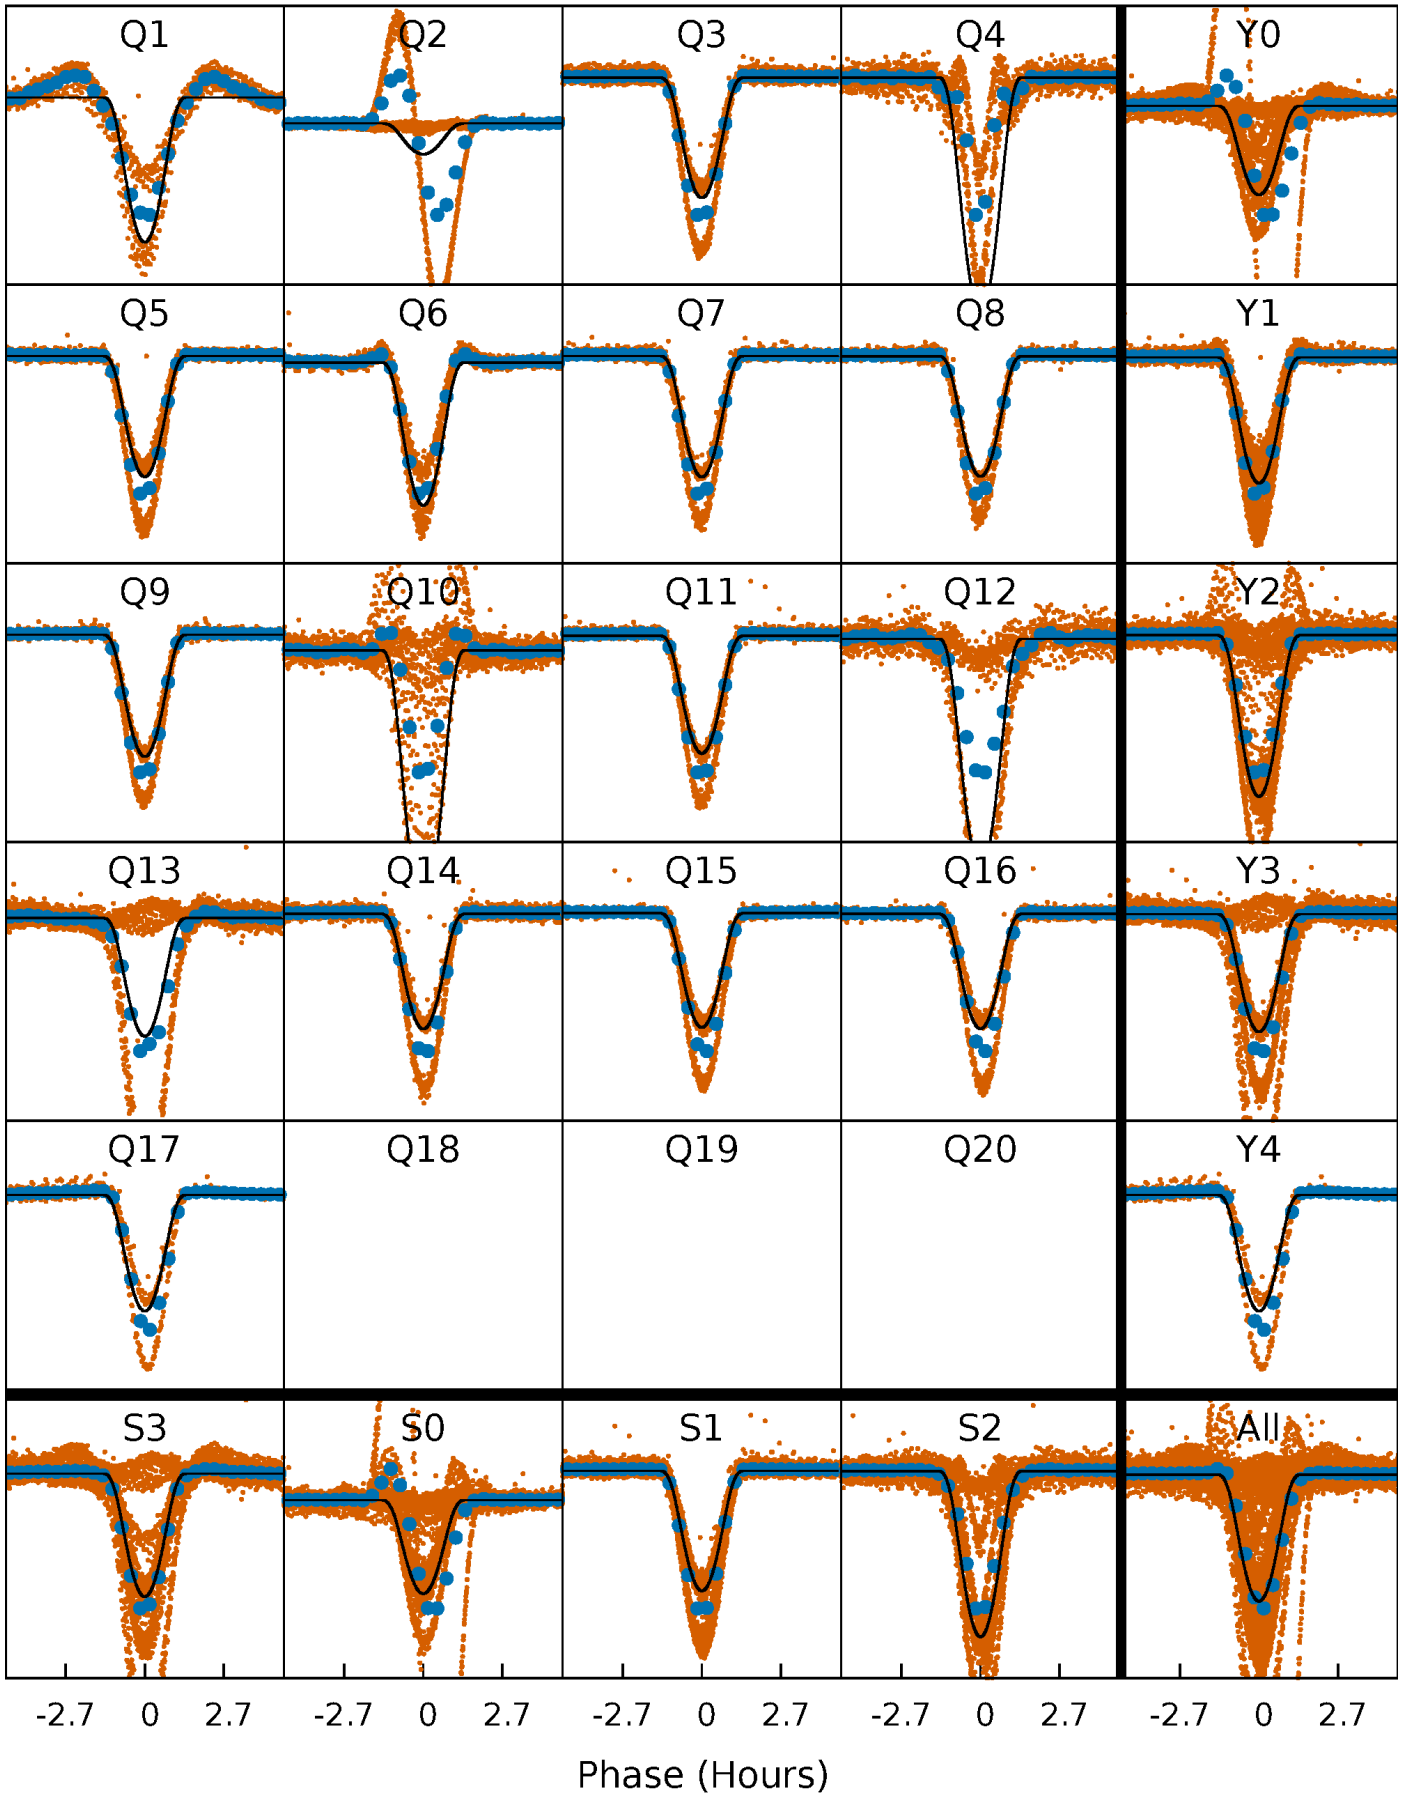 Q1 Q2 Q3 Q4 Y0
Q5 Q6 Q7 Q8 Y1
Q9 Q10 Q11 Q12 Y2
Q13 Q14 Q15 Q16 Y3
Q17 Q18 Q19 Q20 Y4
S3 S0 S1 S2 All
-2.7 0 2.7 -2.7 0 2.7 -2.7 0 2.7 -2.7 0 2.7 -2.7 0 2.7
Phase (Hours)